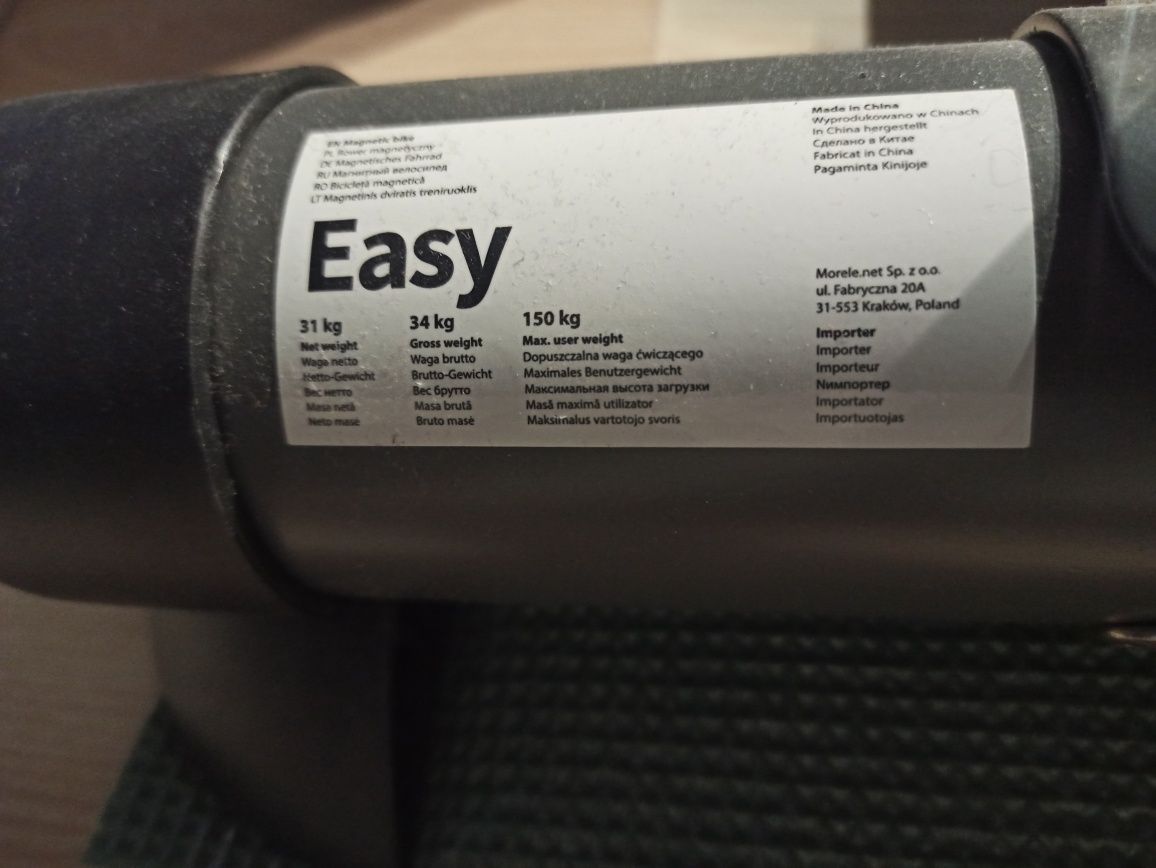 EN Magnetic bike
PL Rower magnetyczny
DE Magnetisches Fahrrad
RU Магнитный велосипед
RO Bicicletă magnetică
LT Magnetinis dviratis treniruoklis
Made in China
Wyprodukowano w Chinach
In China hergestellt
Сделано в Китае
Fabricat in China
Pagaminta Kinijoje
Easy
31 kg
Net weight
Waga netto
Netto-Gewicht
Вес нетто
Masa netă
Neto masė
34 kg
Gross weight
Waga brutto
Brutto-Gewicht
Вес брутто
Masa brută
Bruto masė
150 kg
Max. user weight
Dopuszczalna waga ćwiczącego
Maximales Benutzergewicht
Максимальная высота загрузки
Masă maximă utilizator
Maksimalus vartotojo svoris
Morele.net Sp. z o.o.
ul. Fabryczna 20A
31-553 Kraków, Poland
Importer
Importer
Importeur
Nимпортер
Importator
Importuotojas